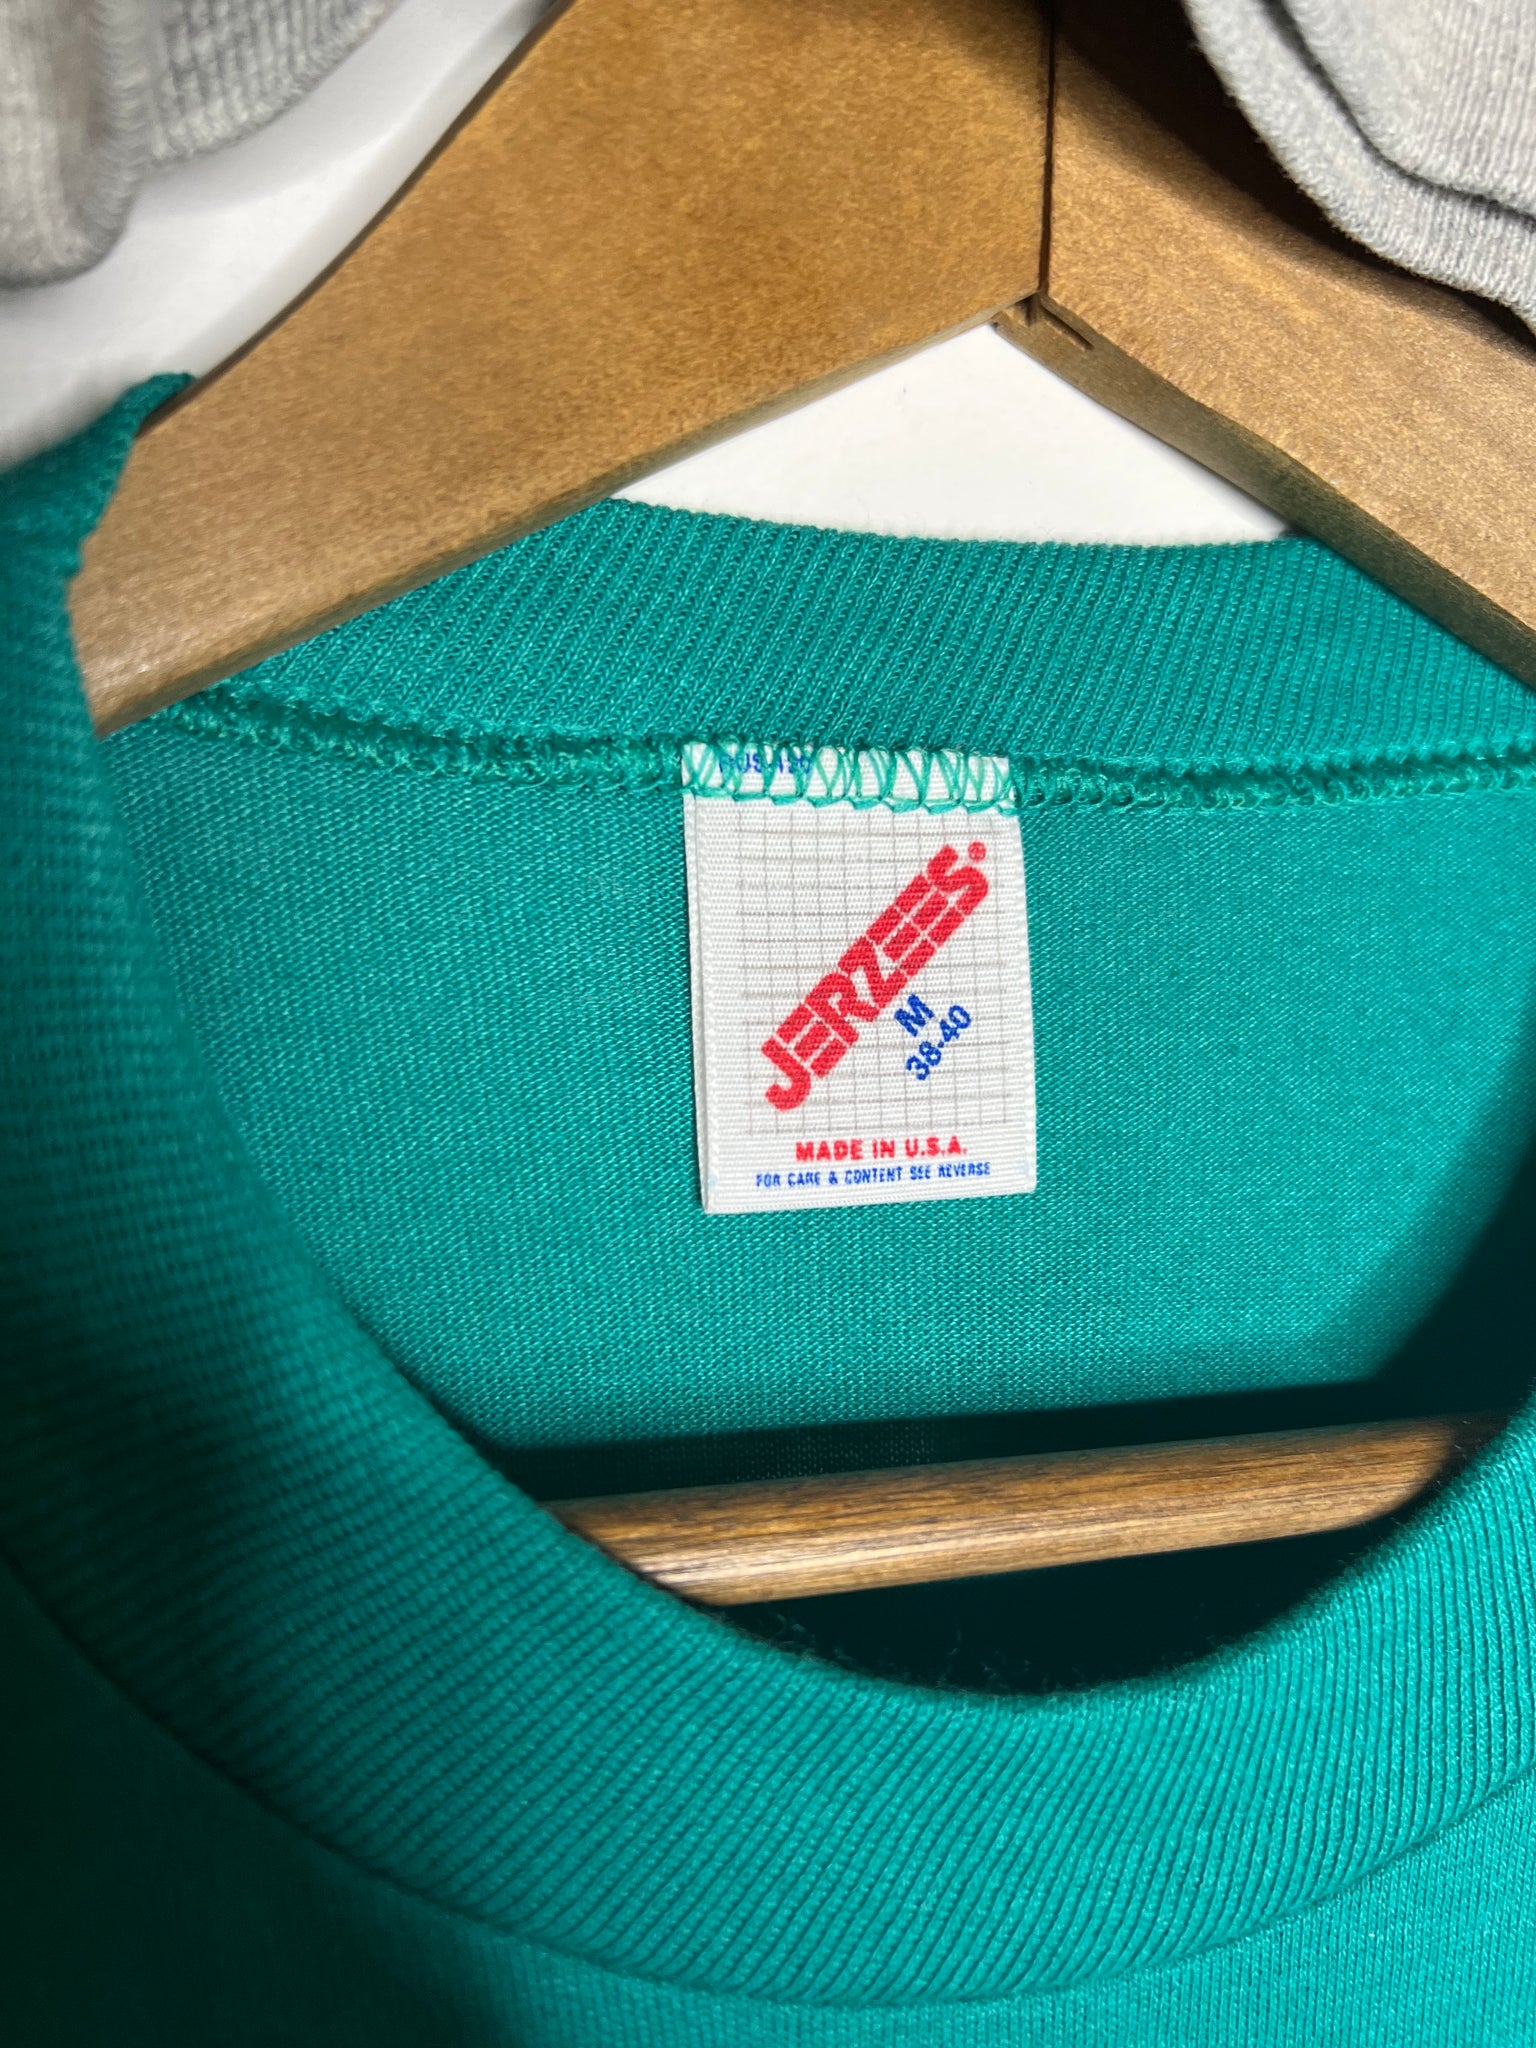 JERZEES®
M
38-40
MADE IN U.S.A.
FOR CARE & CONTENT SEE REVERSE